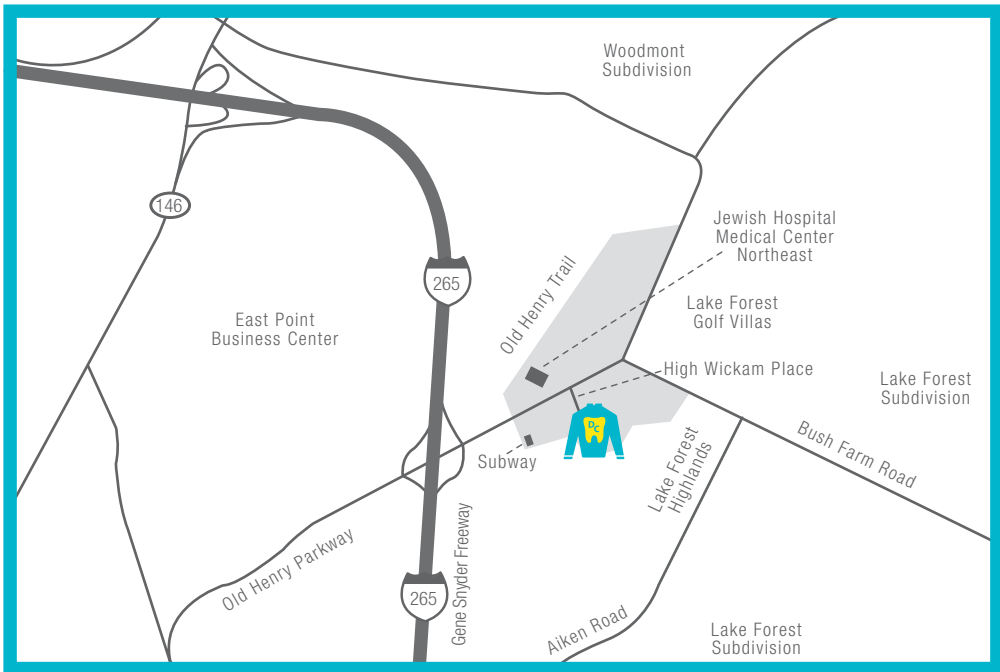 Woodmont
Subdivision
146
Jewish Hospital
Medical Center
Northeast
265
Old Henry Trail
Lake Forest
Golf Villas
East Point
Business Center
High Wickam Place
Lake Forest
Subdivision
DC
Bush Farm Road
Subway
Lake Forest
Highlands
Old Henry Parkway
Gene Snyder Freeway
265
Aiken Road
Lake Forest
Subdivision